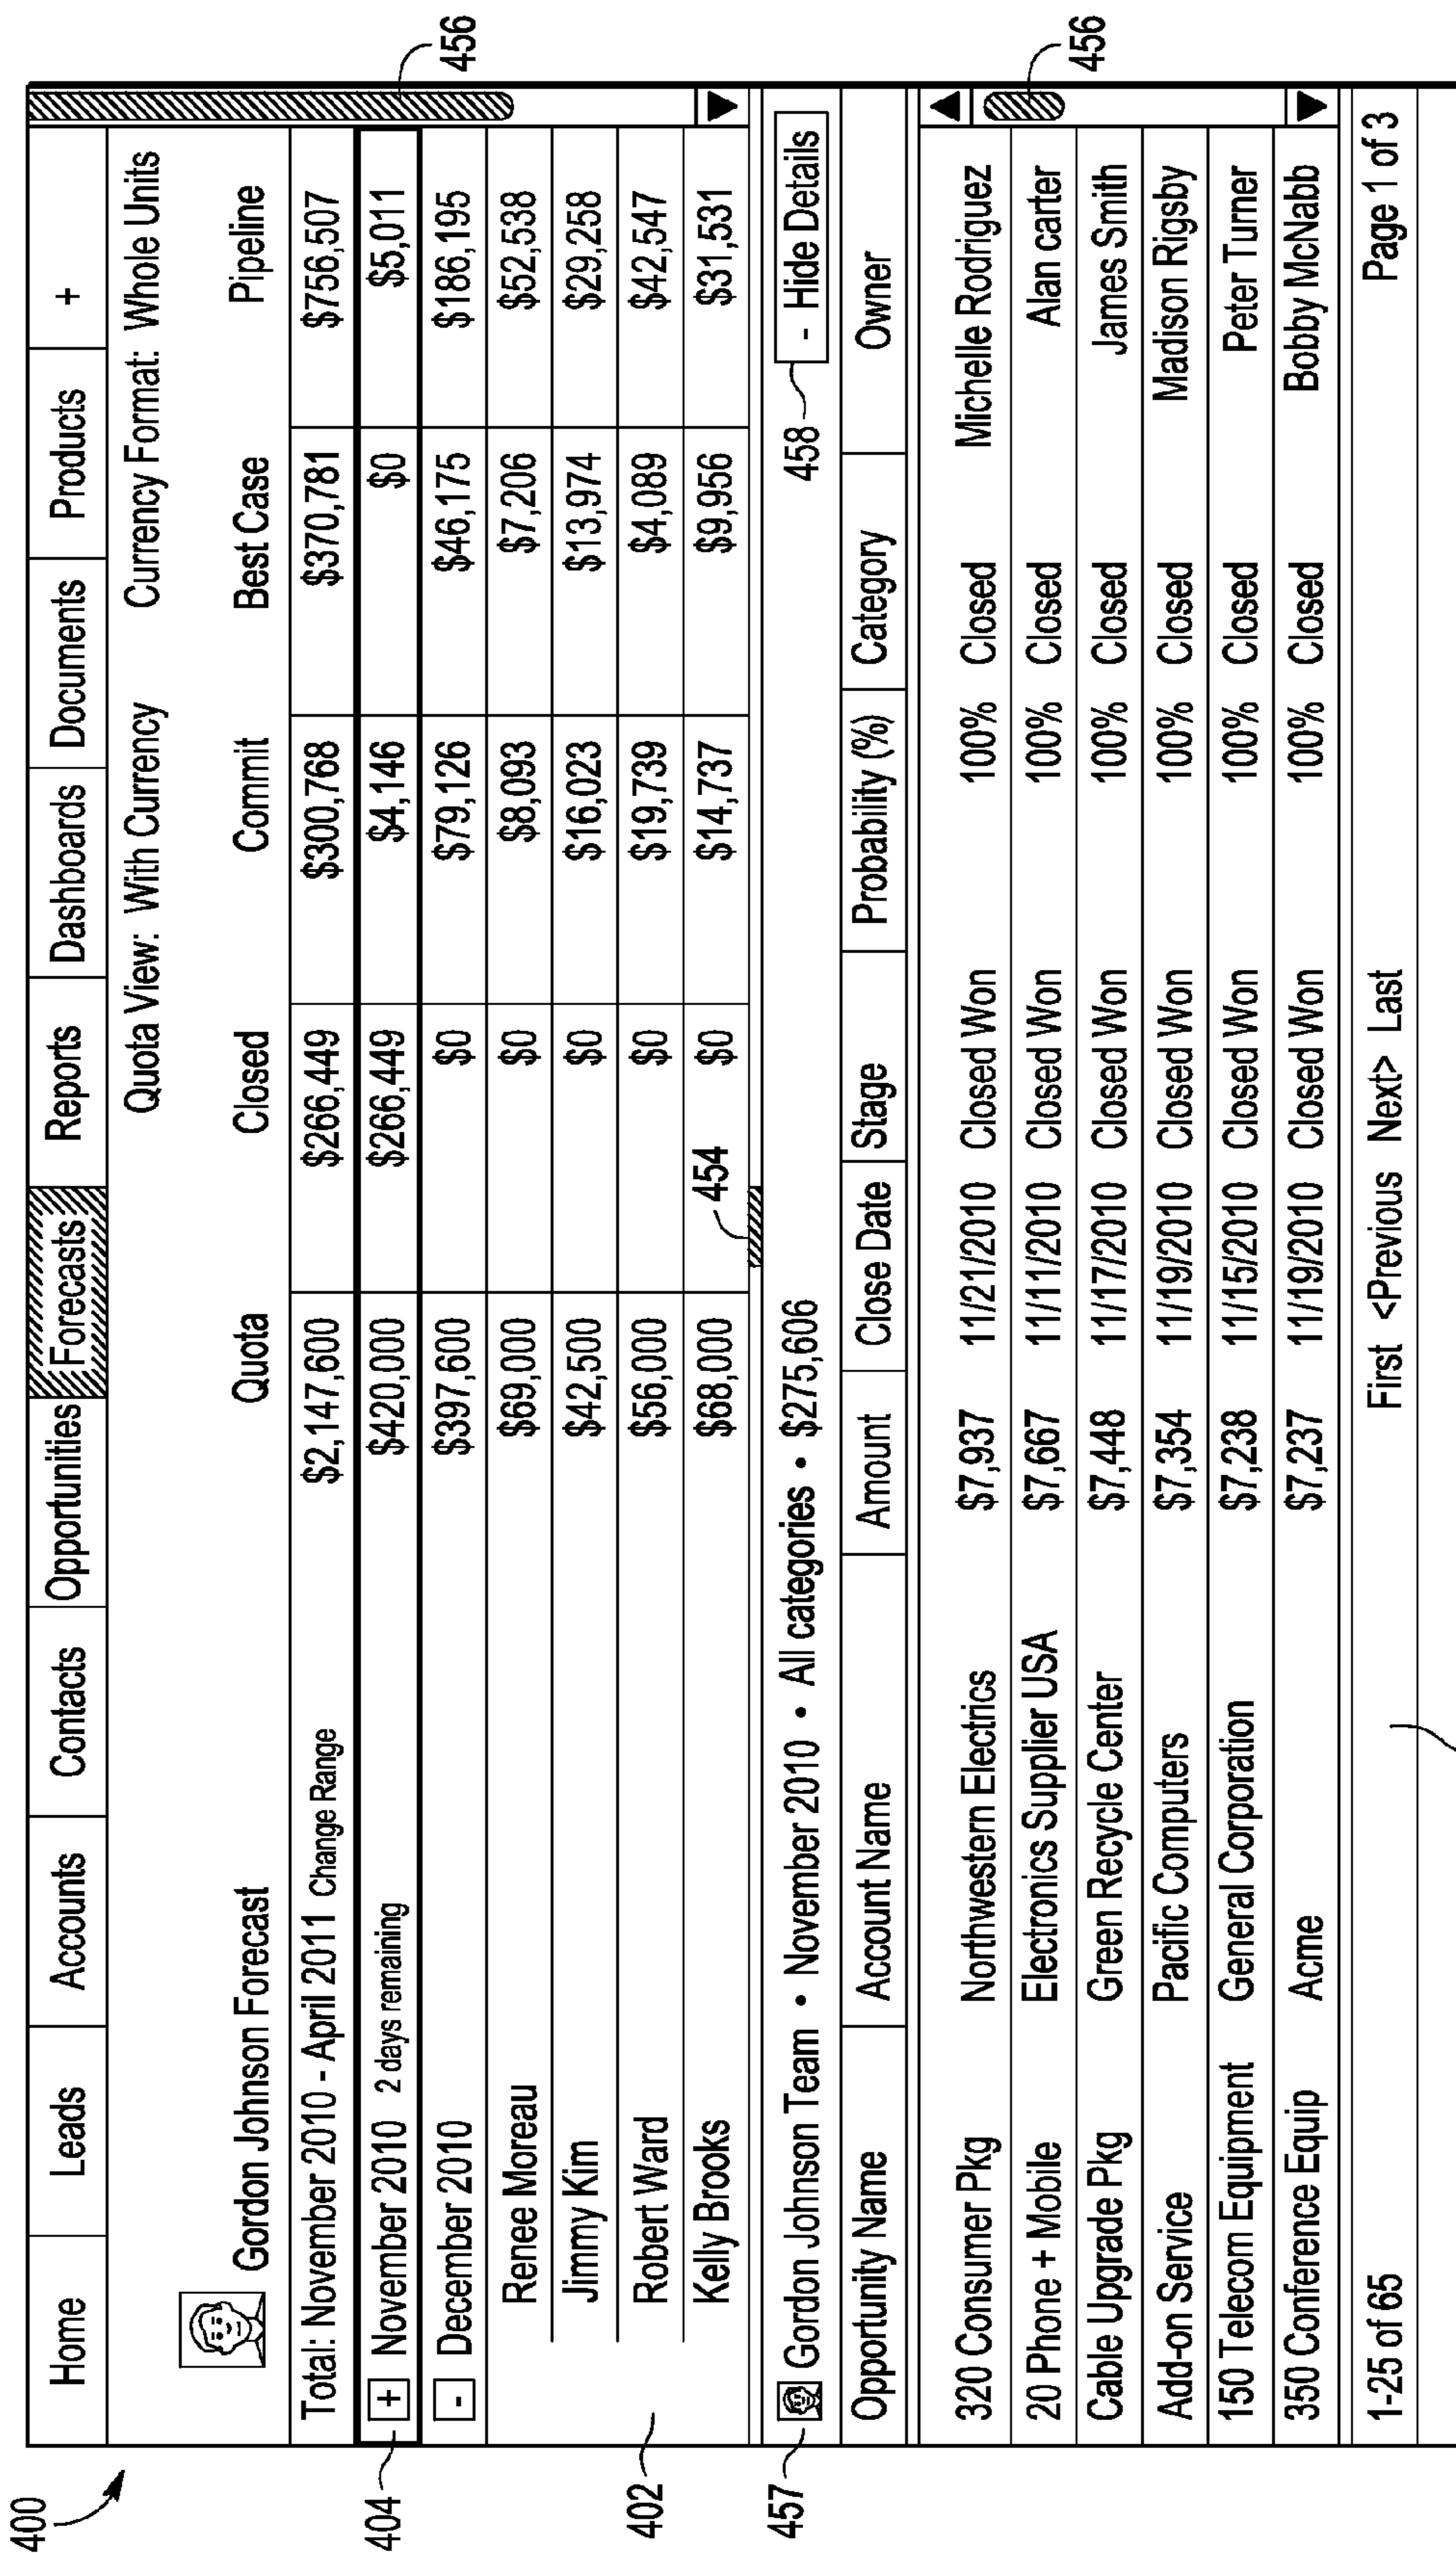 400
Home Leads Accounts Contacts Opportunities Forecasts Reports Dashboards Documents Products +
Quota View: With Currency Currency Format: Whole Units
Gordon Johnson Forecast Quota Closed Commit Best Case Pipeline
Total: November 2010 - April 2011 Change Range $2,147,600 $266,449 $300,768 $370,781 $756,507
404 + November 2010 2 days remaining $420,000 $266,449 $4,146 $0 $5,011
456
- December 2010 $397,600 $0 $79,126 $46,175 $186,195
Renee Moreau $69,000 $0 $8,093 $7,206 $52,538
Jimmy Kim $42,500 $0 $16,023 $13,974 $29,258
402 Robert Ward $56,000 $0 $19,739 $4,089 $42,547
Kelly Brooks $68,000 $0 $14,737 $9,956 $31,531
454
457 Gordon Johnson Team • November 2010 • All categories • $275,606 458 - Hide Details
Opportunity Name Account Name Amount Close Date Stage Probability (%) Category Owner
320 Consumer Pkg Northwestern Electrics $7,937 11/21/2010 Closed Won 100% Closed Michelle Rodriguez
20 Phone + Mobile Electronics Supplier USA $7,667 11/11/2010 Closed Won 100% Closed Alan carter
456
Cable Upgrade Pkg Green Recycle Center $7,448 11/17/2010 Closed Won 100% Closed James Smith
Add-on Service Pacific Computers $7,354 11/19/2010 Closed Won 100% Closed Madison Rigsby
150 Telecom Equipment General Corporation $7,238 11/15/2010 Closed Won 100% Closed Peter Turner
350 Conference Equip Acme $7,237 11/19/2010 Closed Won 100% Closed Bobby McNabb
1-25 of 65 First <Previous Next> Last Page 1 of 3